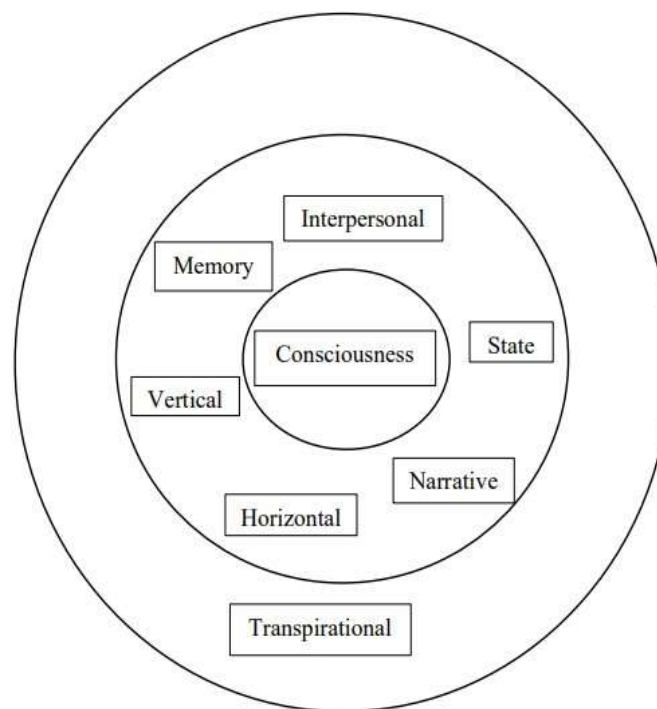 Interpersonal
Memory
State
Consciousness
Vertical
Narrative
Horizontal
Transpirational